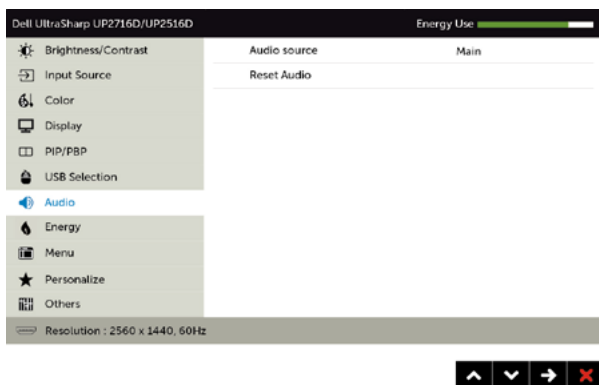 Dell UltraSharp UP2716D/UP2516D Energy Use
Brightness/Contrast Audio source Main
Input Source Reset Audio
Color
Display
PIP/PBP
USB Selection
Audio
Energy
Menu
Personalize
Others
Resolution : 2560 x 1440, 60Hz